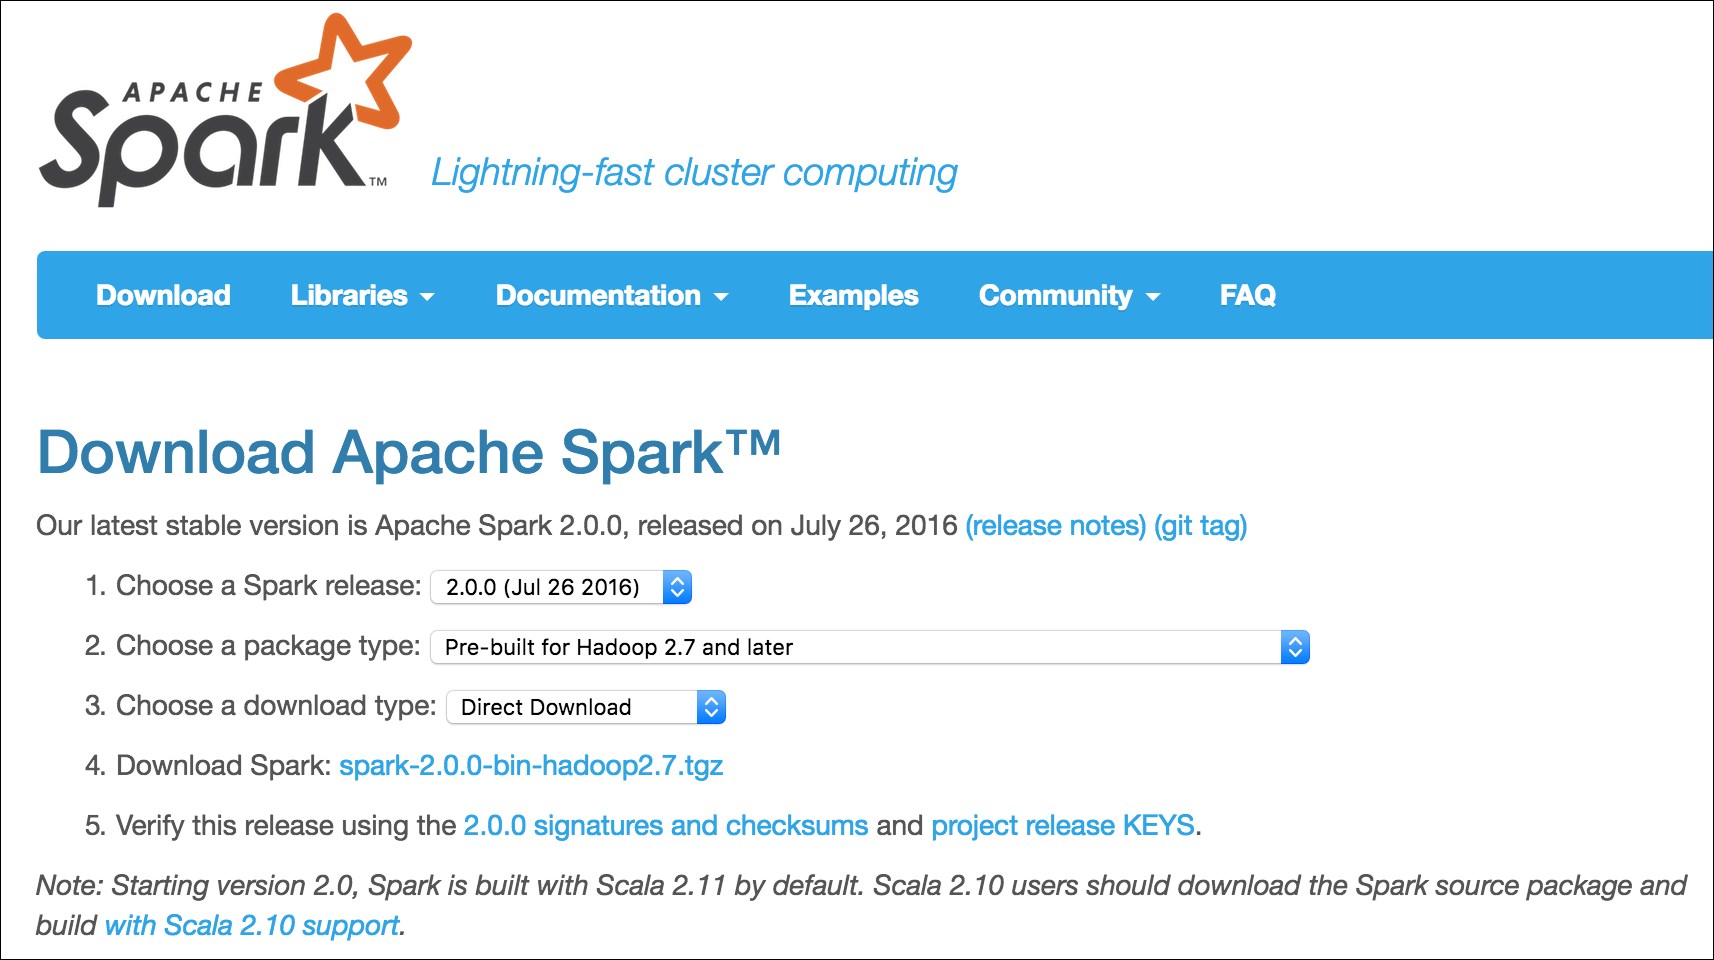 APACHE
Spark™
Lightning-fast cluster computing
Download Libraries Documentation Examples Community FAQ
Download Apache Spark™
Our latest stable version is Apache Spark 2.0.0, released on July 26, 2016 (release notes) (git tag)
1. Choose a Spark release: 2.0.0 (Jul 26 2016)
2. Choose a package type: Pre-built for Hadoop 2.7 and later
3. Choose a download type: Direct Download
4. Download Spark: spark-2.0.0-bin-hadoop2.7.tgz
5. Verify this release using the 2.0.0 signatures and checksums and project release KEYS.
Note: Starting version 2.0, Spark is built with Scala 2.11 by default. Scala 2.10 users should download the Spark source package and
build with Scala 2.10 support.